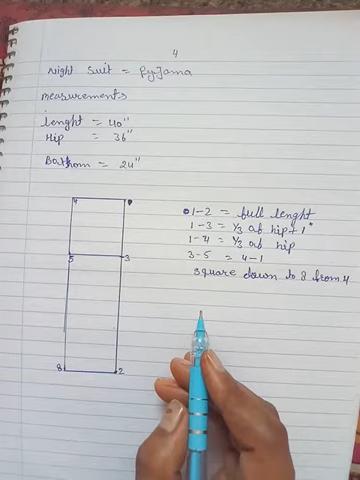 4
Night Suit = PyJama
measurements
Lenght = 40"
Hip = 36"
Bottom = 24"
4
1-2 = full lenght
1-3 = 1/3 of hip + 1"
1-4 = 1/3 of hip
5 3
3-5 = 4-1
square down to 8 from 4
8 2